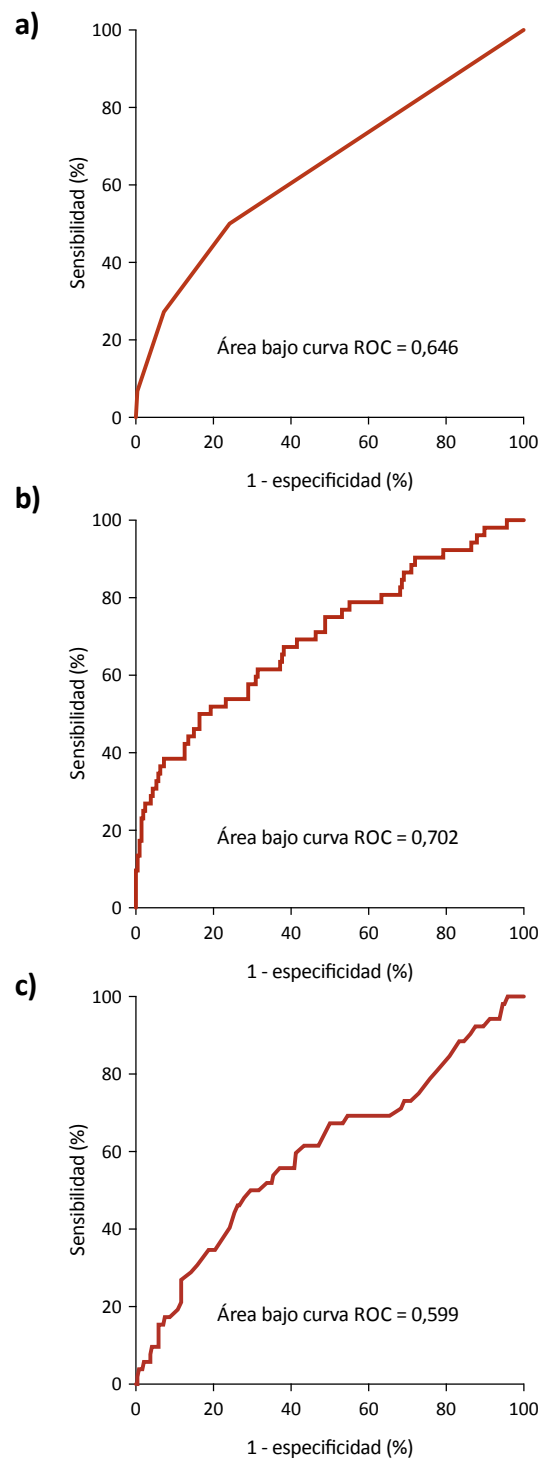 a)
100
80
60
40
20
0
Sensibilidad (%)
Área bajo curva ROC = 0,646
0 20 40 60 80 100
1 - especificidad (%)
b)
100
80
60
40
20
0
Sensibilidad (%)
Área bajo curva ROC = 0,702
0 20 40 60 80 100
1 - especificidad (%)
c)
100
80
60
40
20
0
Sensibilidad (%)
Área bajo curva ROC = 0,599
0 20 40 60 80 100
1 - especificidad (%)